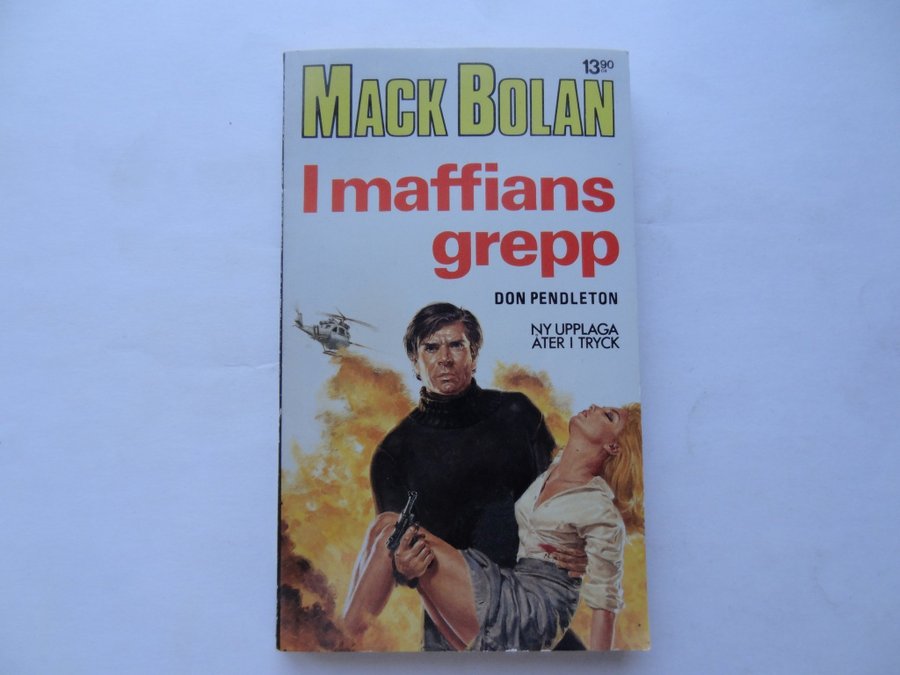 13.90
MACK BOLAN
I maffians
grepp
DON PENDLETON
NY UPPLAGA
ÅTER I TRYCK